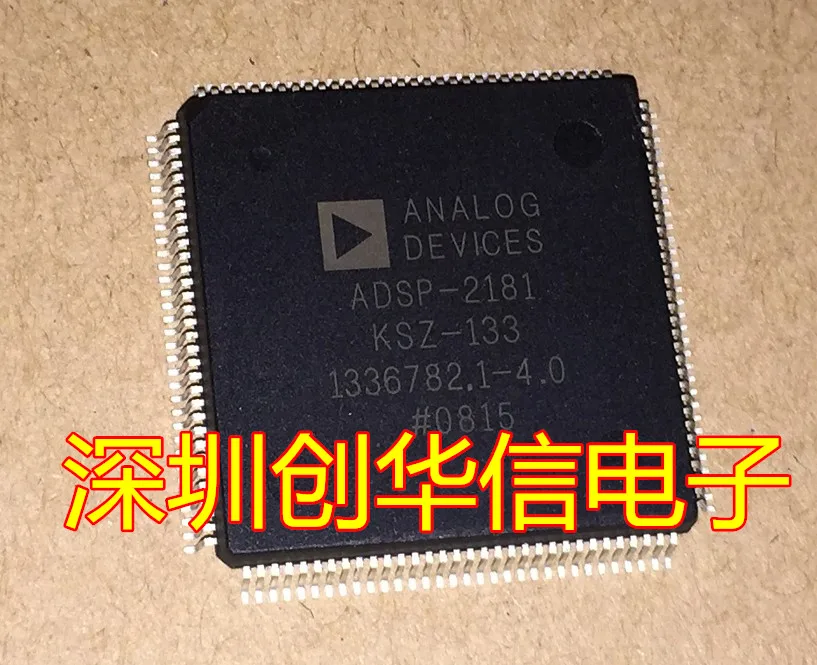 ANALOG
DEVICES
ADSP-2181
KSZ-133
1336782.1-4.0
#0815
深圳创华信电子